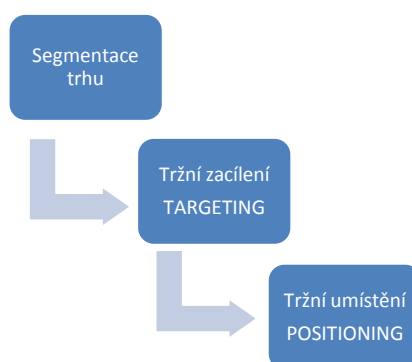 Segmentace
trhu
Tržní zacílení
TARGETING
Tržní umístění
POSITIONING